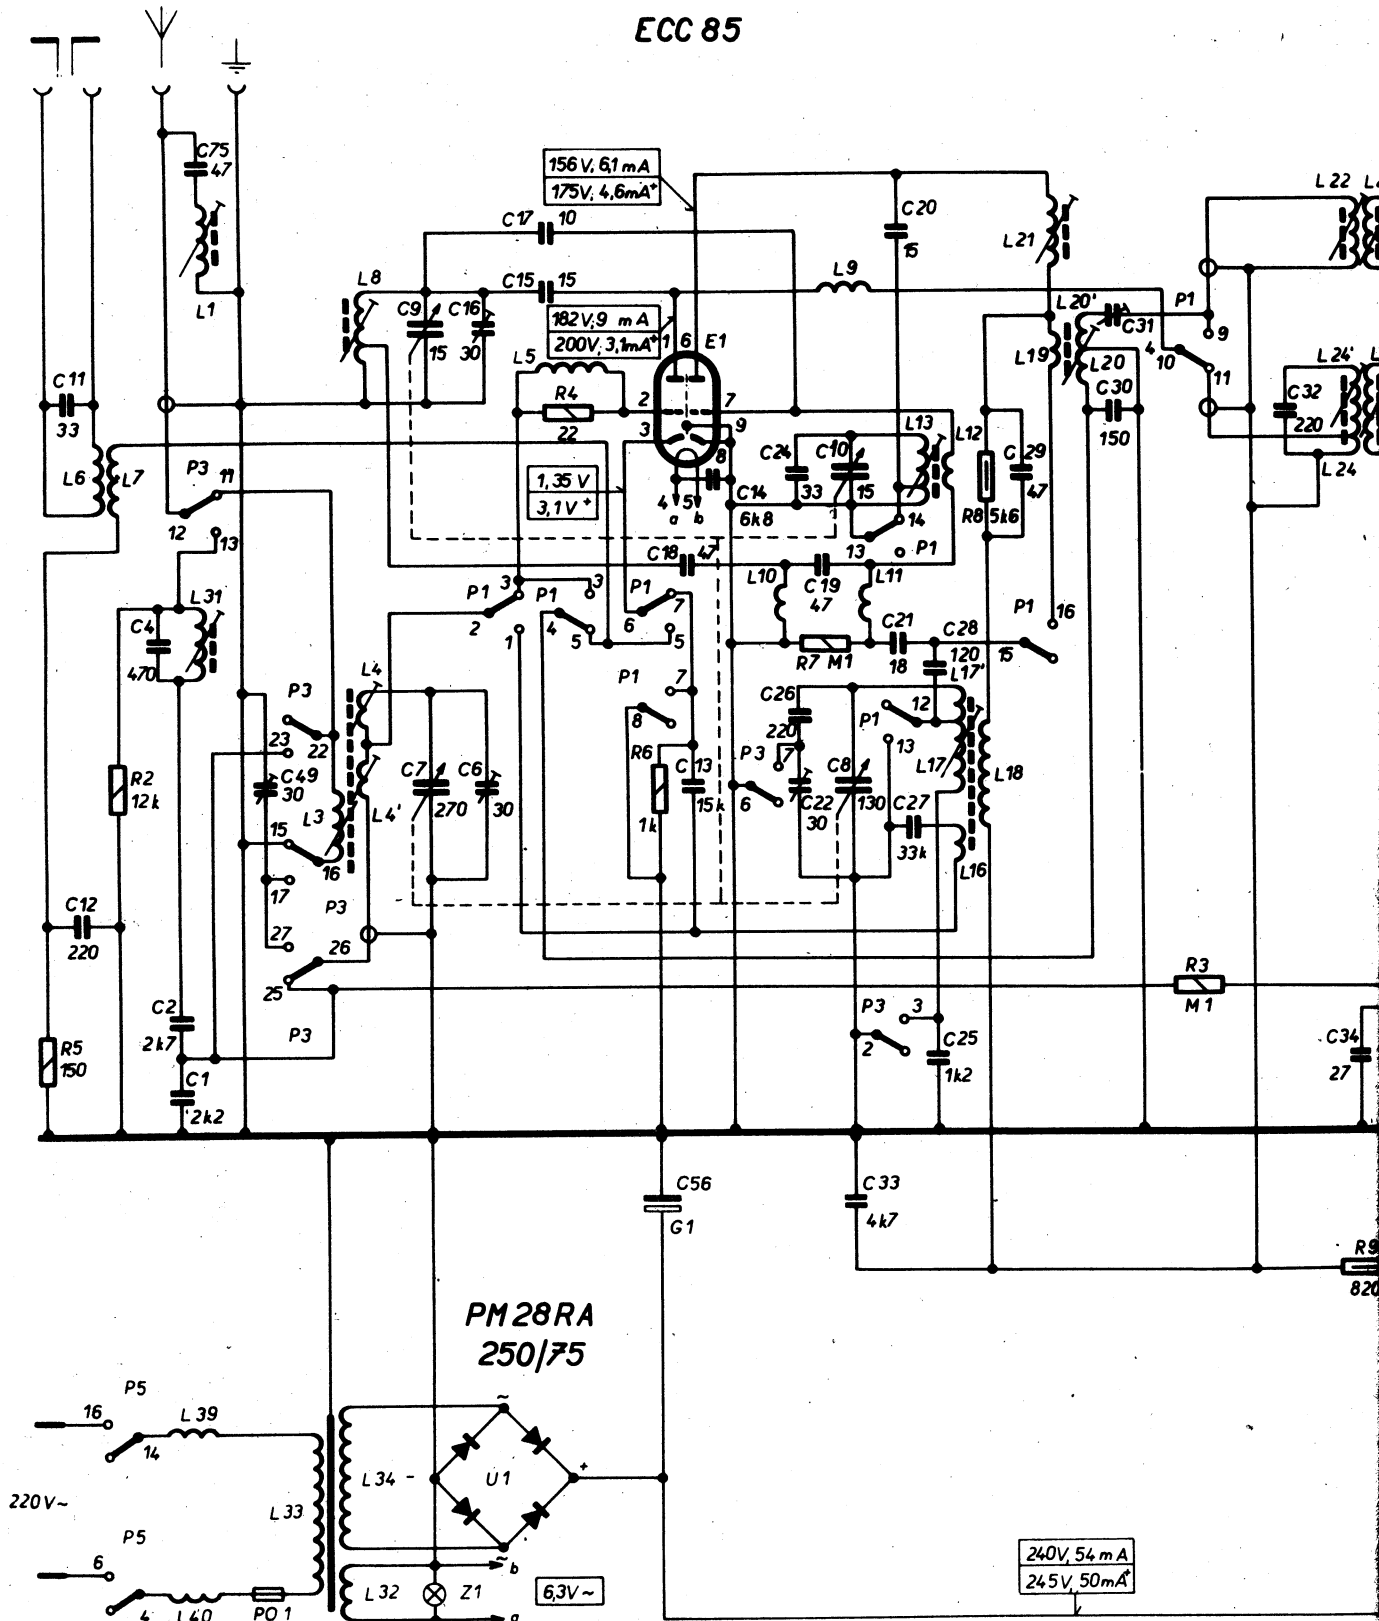 ECC 85
C75
47
L1
156 V, 6,1 mA
175V, 4,6mA+
C17 10
C20
15
L21
L22
L8
C15 15
L9
C9
15
C16
30
182V, 9 mA
200V, 3,1mA+
1 6 E1
L20'
C31
P1
9
4
10
11
L19
L20
C30
150
L24'
C32
220
L24
C11
33
L5
R4
22
2 7
3 9
8
4 5
a b
L13
L12
C24
33
C10
15
C29
47
R8 5k6
L6
L7
P3 11
12
13
1,35 V
3,1 V +
C14
6k8
14
13
P1
C18 47
L10
C19
47
L11
L31
C4
470
P1 3
2
1
P1 3
4
5
P1
7
6
5
R7 M1
C21
18
C28
120
P1 16
15
L4
P3
23
22
C49
30
L3
L4'
15
16
17
P3
27
26
25
P3
C7
270
C6
30
P1 7
8
R6
1k
C13
15k
C26
220
P3 7
6
C22
30
C8
130
P1 12
13
L17'
L17
L18
C27
33k
L16
R2
12k
C12
220
C2
2k7
C1
2k2
R5
150
R3
M1
P3 3
2
C25
1k2
C34
27
C56
G1
C33
4k7
R9
820
PM28RA
250/75
P5
16
14
L39
220V~
L33
L34
-
U1
+
~
~
P5
6
4
L40
PO 1
L32
Z1
b
a
6,3V~
240V, 54 mA
245V, 50mA+